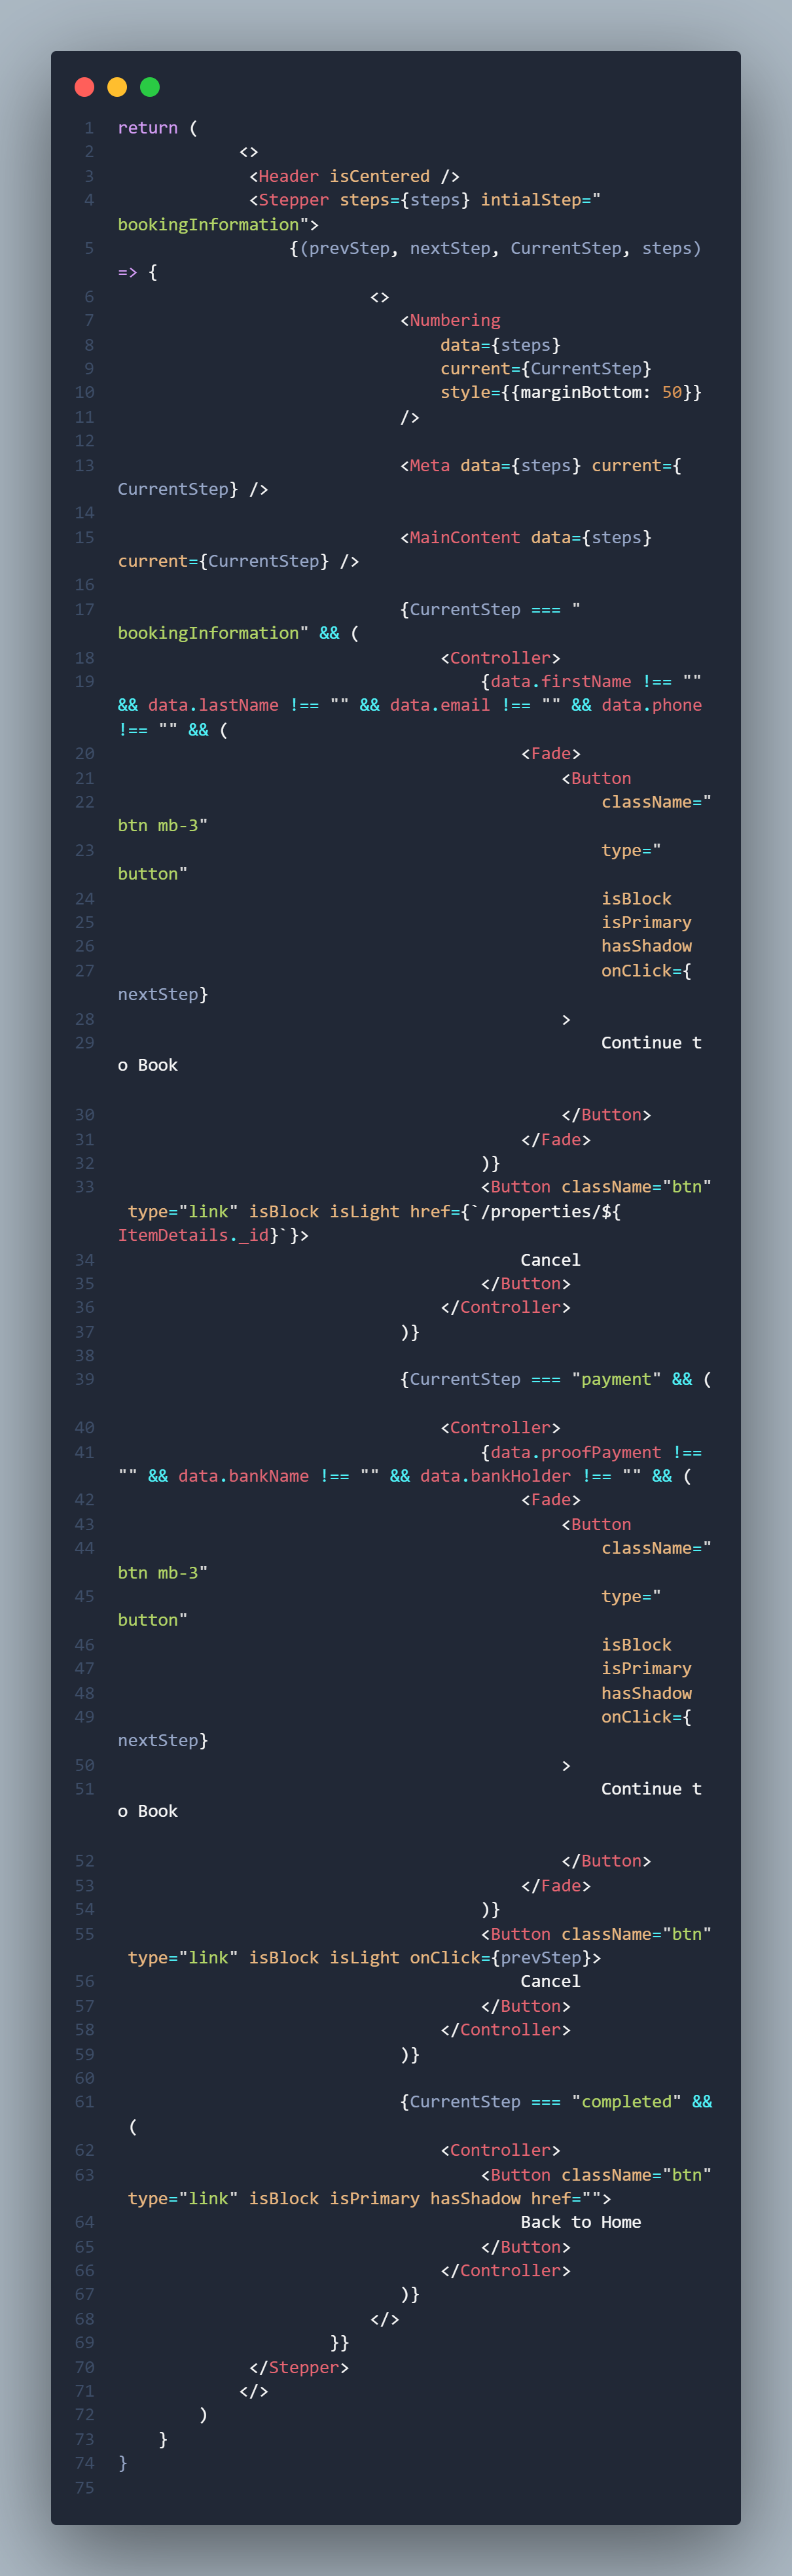 1 return (
2 <>
3 <Header isCentered />
4 <Stepper steps={steps} intialStep="
bookingInformation">
5 {(prevStep, nextStep, CurrentStep, steps)
=> {
6 <>
7 <Numbering
8 data={steps}
9 current={CurrentStep}
10 style={{marginBottom: 50}}
11 />
12
13 <Meta data={steps} current={
CurrentStep} />
14
15 <MainContent data={steps}
current={CurrentStep} />
16
17 {CurrentStep === "
bookingInformation" && (
18 <Controller>
19 {data.firstName !== ""
&& data.lastName !== "" && data.email !== "" && data.phone
!== "" && (
20 <Fade>
21 <Button
22 className="
btn mb-3"
23 type="
button"
24 isBlock
25 isPrimary
26 hasShadow
27 onClick={
nextStep}
28 >
29 Continue t
o Book
30 </Button>
31 </Fade>
32 )}
33 <Button className="btn"
type="link" isBlock isLight href={`/properties/${
ItemDetails._id}`}>
34 Cancel
35 </Button>
36 </Controller>
37 )}
38
39 {CurrentStep === "payment" && (
40 <Controller>
41 {data.proofPayment !==
"" && data.bankName !== "" && data.bankHolder !== "" && (
42 <Fade>
43 <Button
44 className="
btn mb-3"
45 type="
button"
46 isBlock
47 isPrimary
48 hasShadow
49 onClick={
nextStep}
50 >
51 Continue t
o Book
52 </Button>
53 </Fade>
54 )}
55 <Button className="btn"
type="link" isBlock isLight onClick={prevStep}>
56 Cancel
57 </Button>
58 </Controller>
59 )}
60
61 {CurrentStep === "completed" &&
(
62 <Controller>
63 <Button className="btn"
type="link" isBlock isPrimary hasShadow href="">
64 Back to Home
65 </Button>
66 </Controller>
67 )}
68 </>
69 }}
70 </Stepper>
71 </>
72 )
73 }
74 }
75